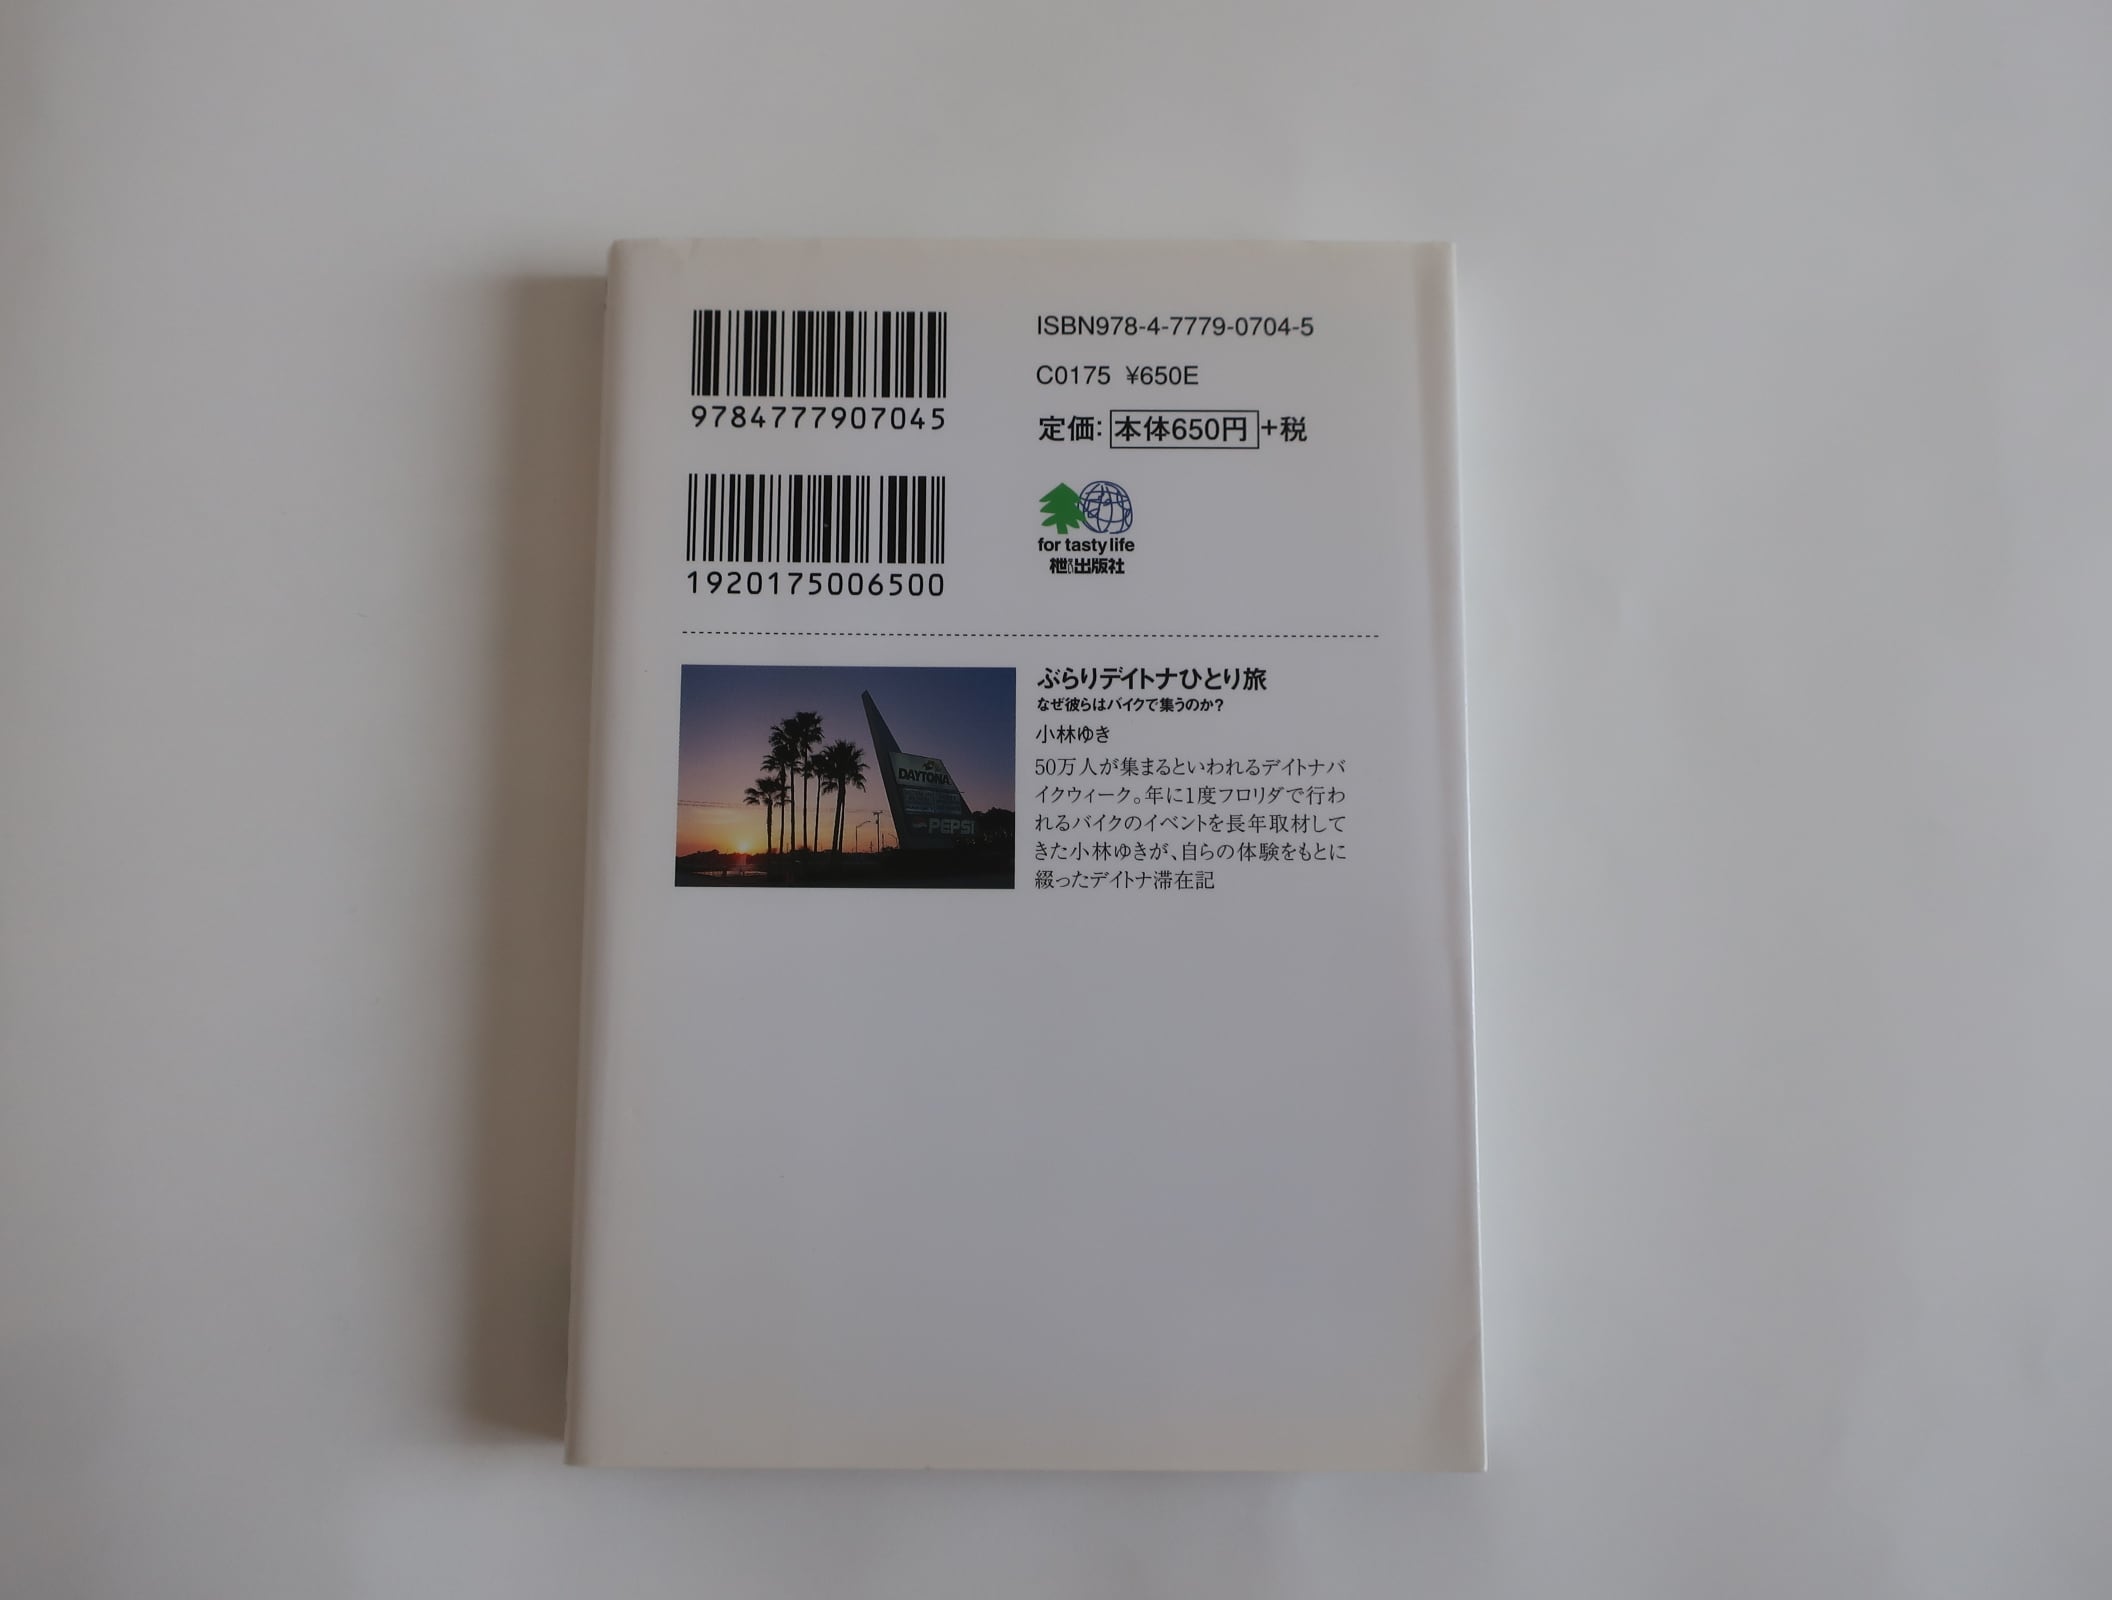 9784777907045
1920175006500
ISBN978-4-7779-0704-5
C0175 ¥650E
定価：本体650円+税
for tasty life
枻出版社
DAYTONA
PEPSI
ぶらりデイトナひとり旅
なぜ彼らはバイクで集うのか？
小林ゆき
50万人が集まるといわれるデイトナバ
イクウィーク。年に1度フロリダで行わ
れるバイクのイベントを長年取材して
きた小林ゆきが、自らの体験をもとに
綴ったデイトナ滞在記